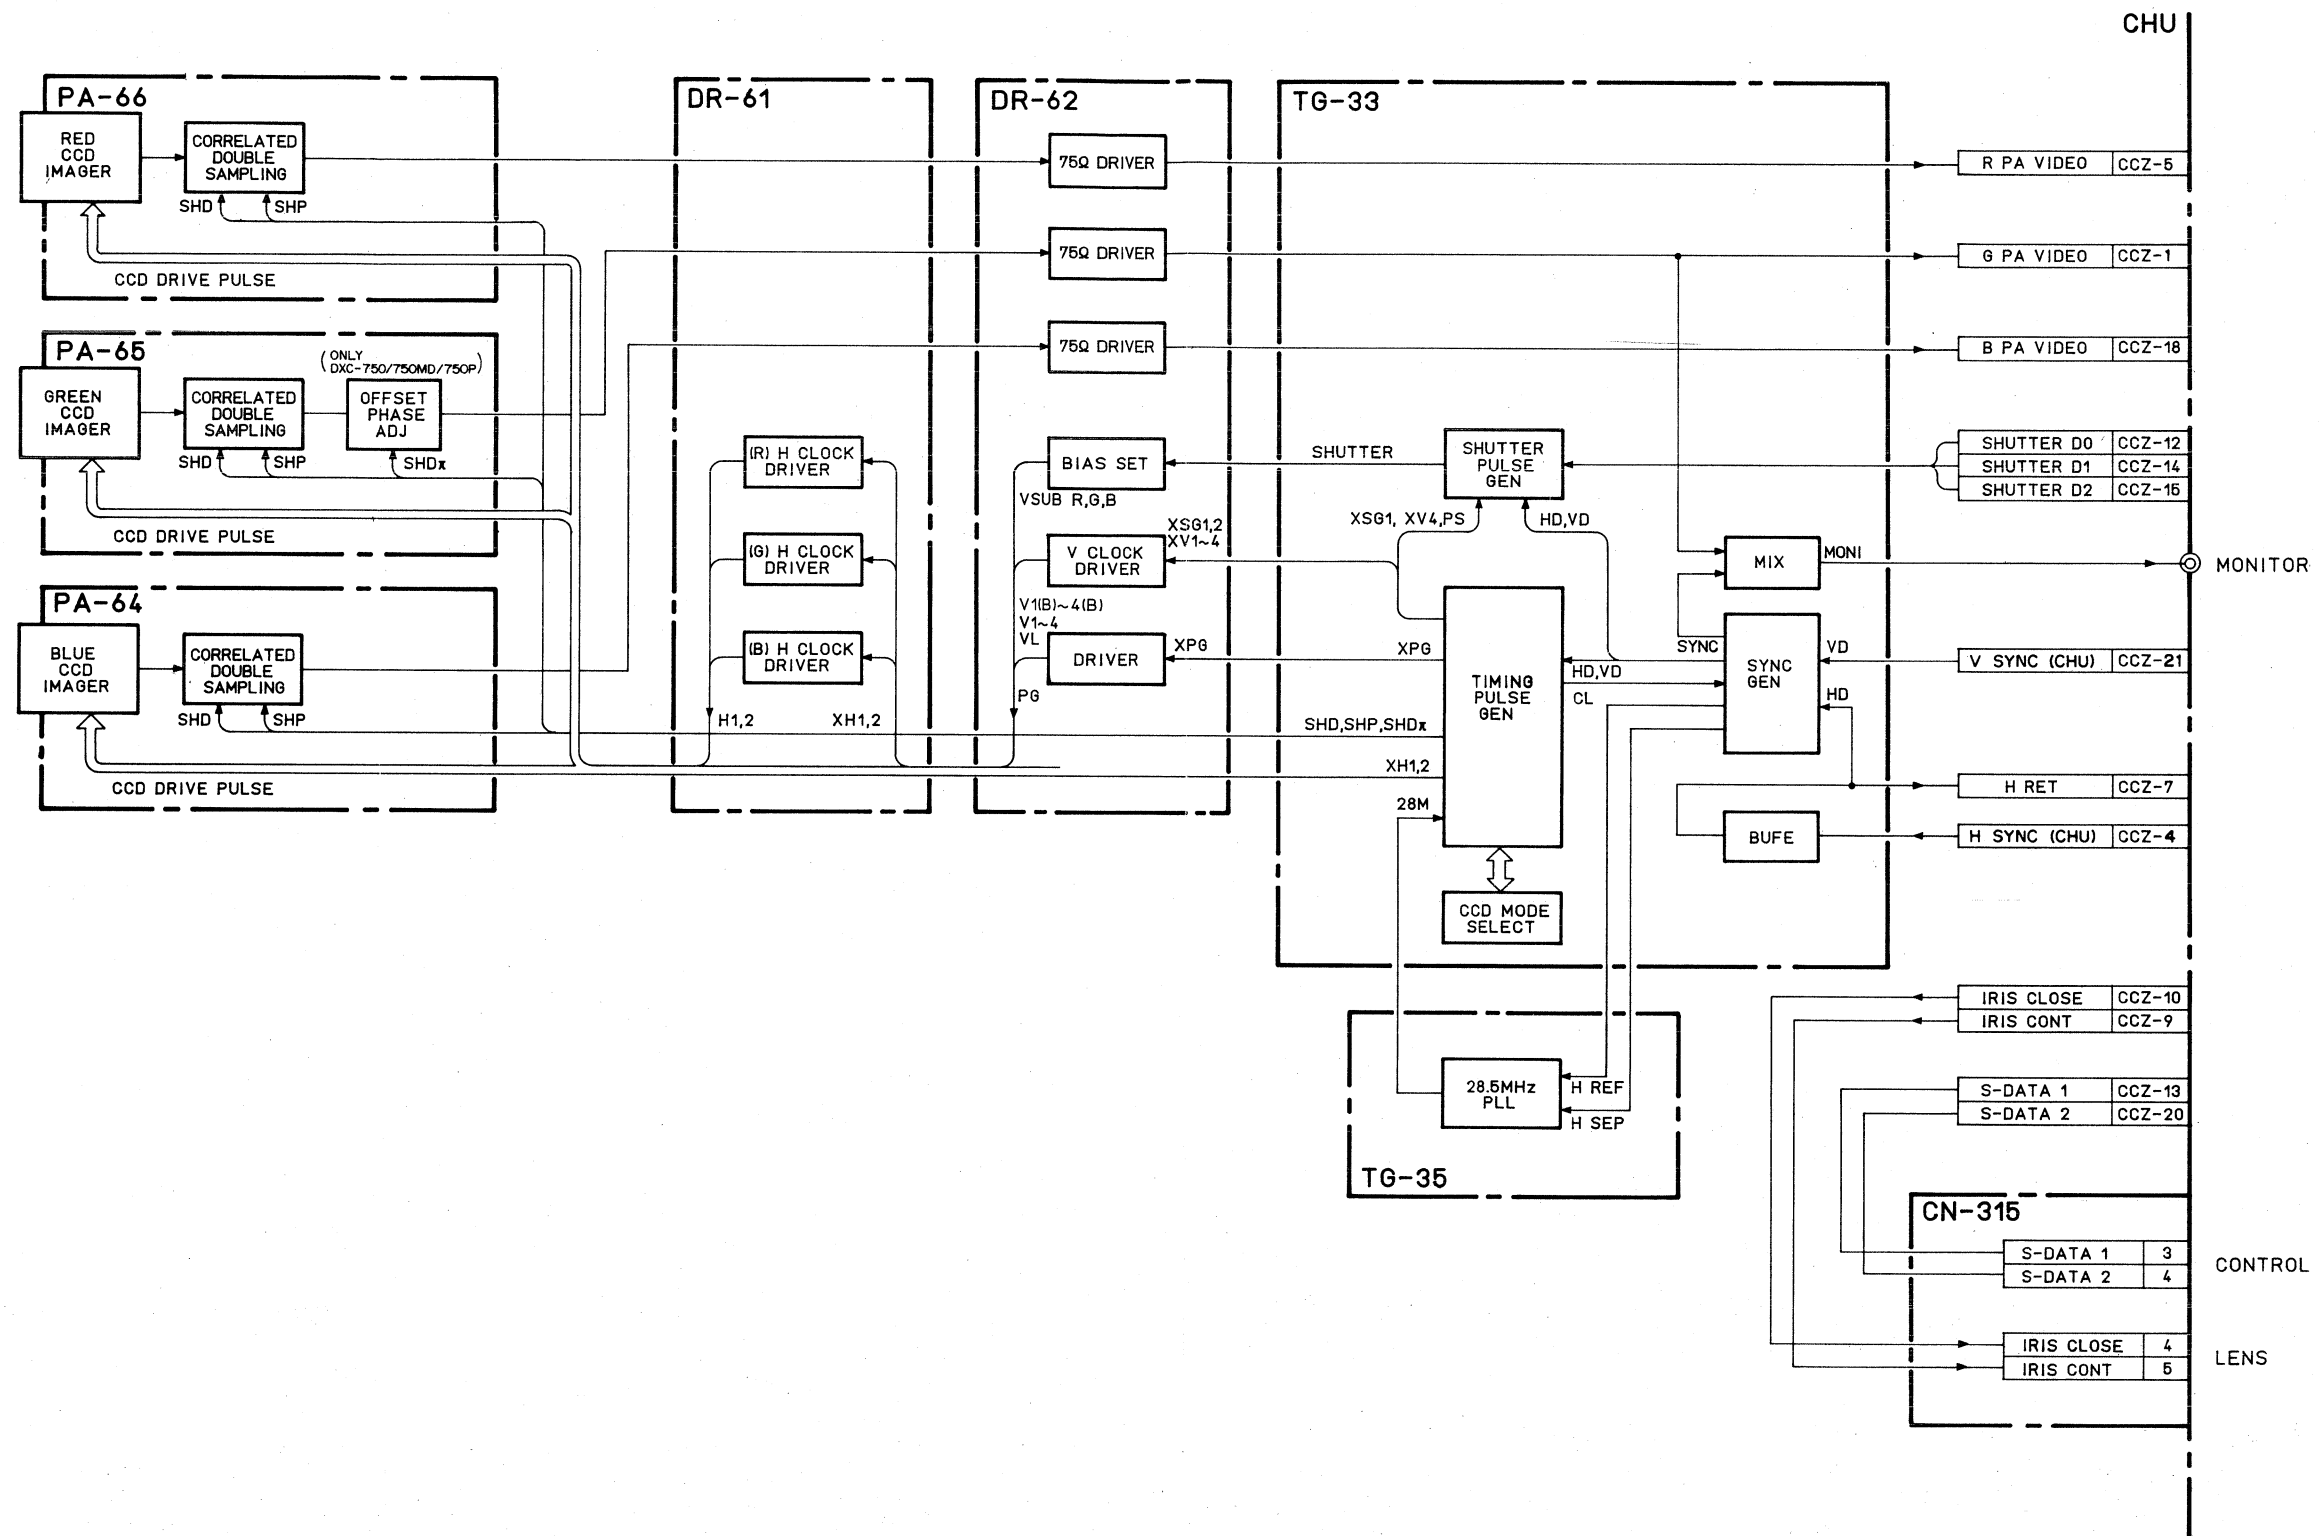 CHU
PA-66
RED
CCD
IMAGER
CORRELATED
DOUBLE
SAMPLING
SHD
SHP
CCD DRIVE PULSE
PA-65
(ONLY
DXC-750/750MD/750P)
GREEN
CCD
IMAGER
CORRELATED
DOUBLE
SAMPLING
OFFSET
PHASE
ADJ
SHD
SHP
SHDx
CCD DRIVE PULSE
PA-64
BLUE
CCD
IMAGER
CORRELATED
DOUBLE
SAMPLING
SHD
SHP
CCD DRIVE PULSE
DR-61
(R) H CLOCK
DRIVER
(G) H CLOCK
DRIVER
(B) H CLOCK
DRIVER
H1,2
XH1,2
DR-62
75Ω DRIVER
75Ω DRIVER
75Ω DRIVER
BIAS SET
VSUB R,G,B
XSG1,2
XV1~4
V CLOCK
DRIVER
V1(B)~4(B)
V1~4
VL
DRIVER
XPG
PG
TG-33
SHUTTER
SHUTTER
PULSE
GEN
XSG1, XV4,PS
HD,VD
MIX
MONI
XPG
TIMING
PULSE
GEN
HD,VD
CL
SYNC
SYNC
GEN
VD
HD
SHD,SHP,SHDx
XH1,2
28M
BUFE
CCD MODE
SELECT
28.5MHz
PLL
H REF
H SEP
TG-35
R PA VIDEO CCZ-5
G PA VIDEO CCZ-1
B PA VIDEO CCZ-18
SHUTTER D0 CCZ-12
SHUTTER D1 CCZ-14
SHUTTER D2 CCZ-15
MONITOR
V SYNC (CHU) CCZ-21
H RET CCZ-7
H SYNC (CHU) CCZ-4
IRIS CLOSE CCZ-10
IRIS CONT CCZ-9
S-DATA 1 CCZ-13
S-DATA 2 CCZ-20
CN-315
S-DATA 1 3
S-DATA 2 4
CONTROL
IRIS CLOSE 4
IRIS CONT 5
LENS